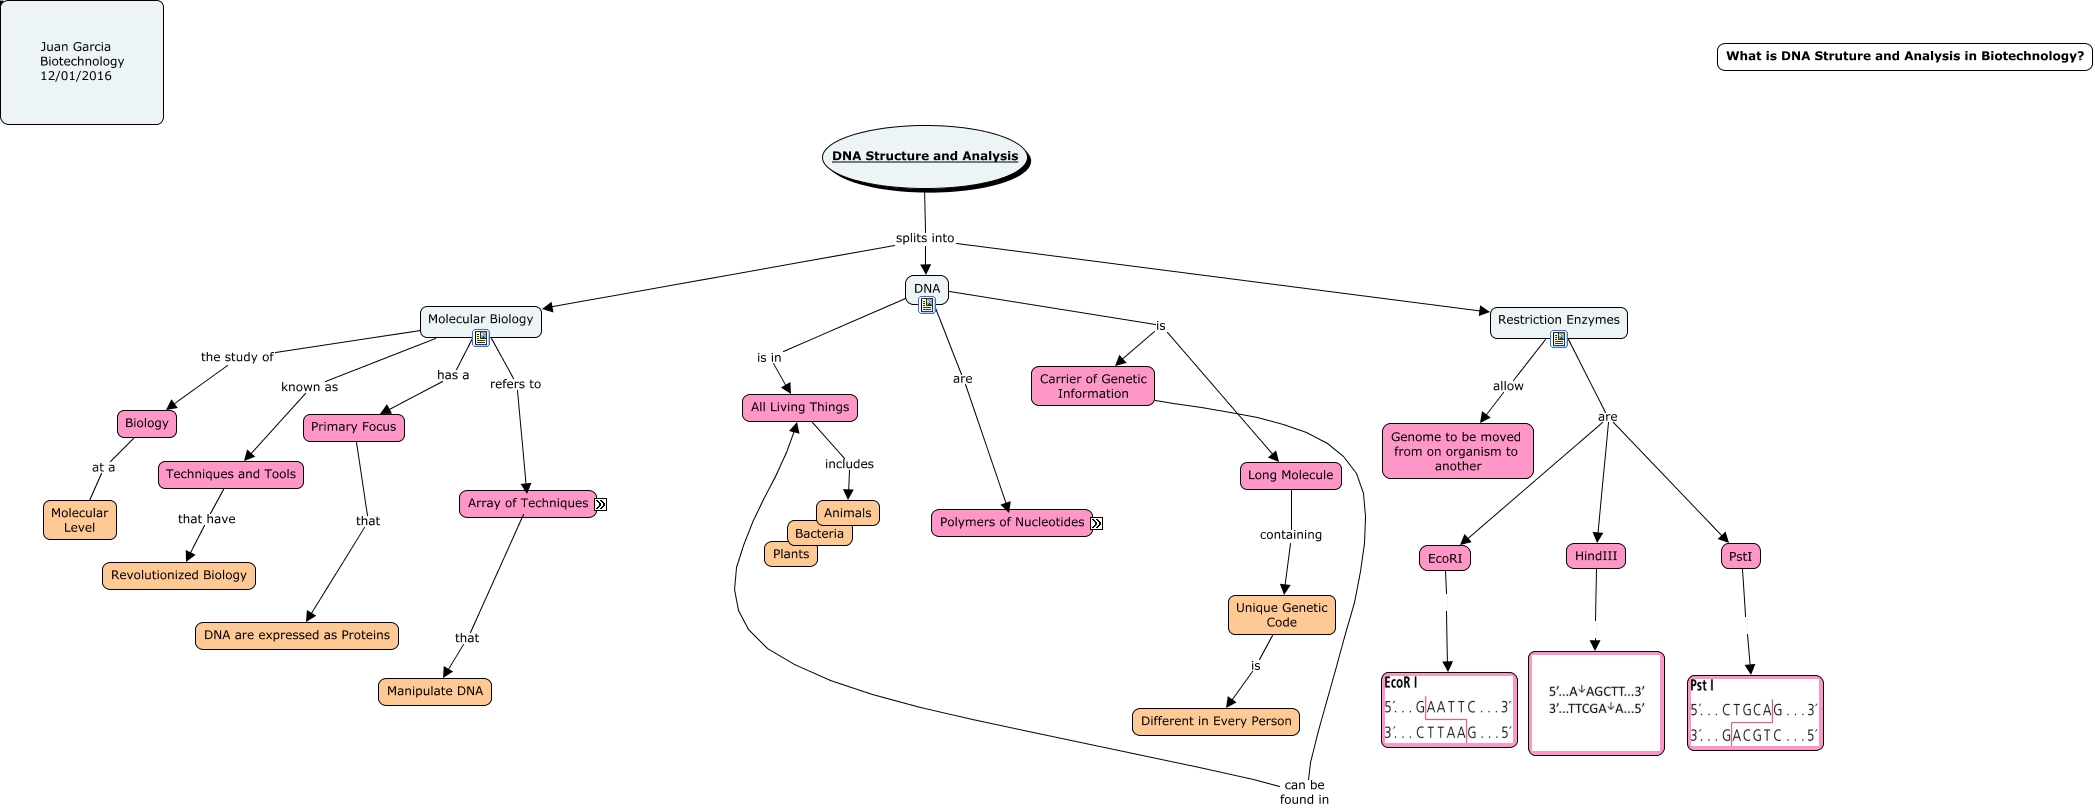 Juan Garcia
Biotechnology
12/01/2016
What is DNA Struture and Analysis in Biotechnology?
DNA Structure and Analysis
splits into
DNA
Molecular Biology
Restriction Enzymes
the study of
known as
has a
refers to
is in
are
is
allow
are
Biology
Techniques and Tools
Primary Focus
Array of Techniques
All Living Things
Polymers of Nucleotides
Carrier of Genetic
Information
Long Molecule
Genome to be moved
from on organism to
another
at a
Molecular
Level
that have
Revolutionized Biology
that
DNA are expressed as Proteins
that
Manipulate DNA
includes
Animals
Bacteria
Plants
containing
Unique Genetic
Code
is
Different in Every Person
can be
found in
EcoRI
HindIII
PstI
EcoR I
5′...GAATTC...3′
3′...CTTAAG...5′
5’...A↓AGCTT...3’
3’...TTCGA↓A...5’
Pst I
5′...CTGCAG...3′
3′...GACGTC...5′